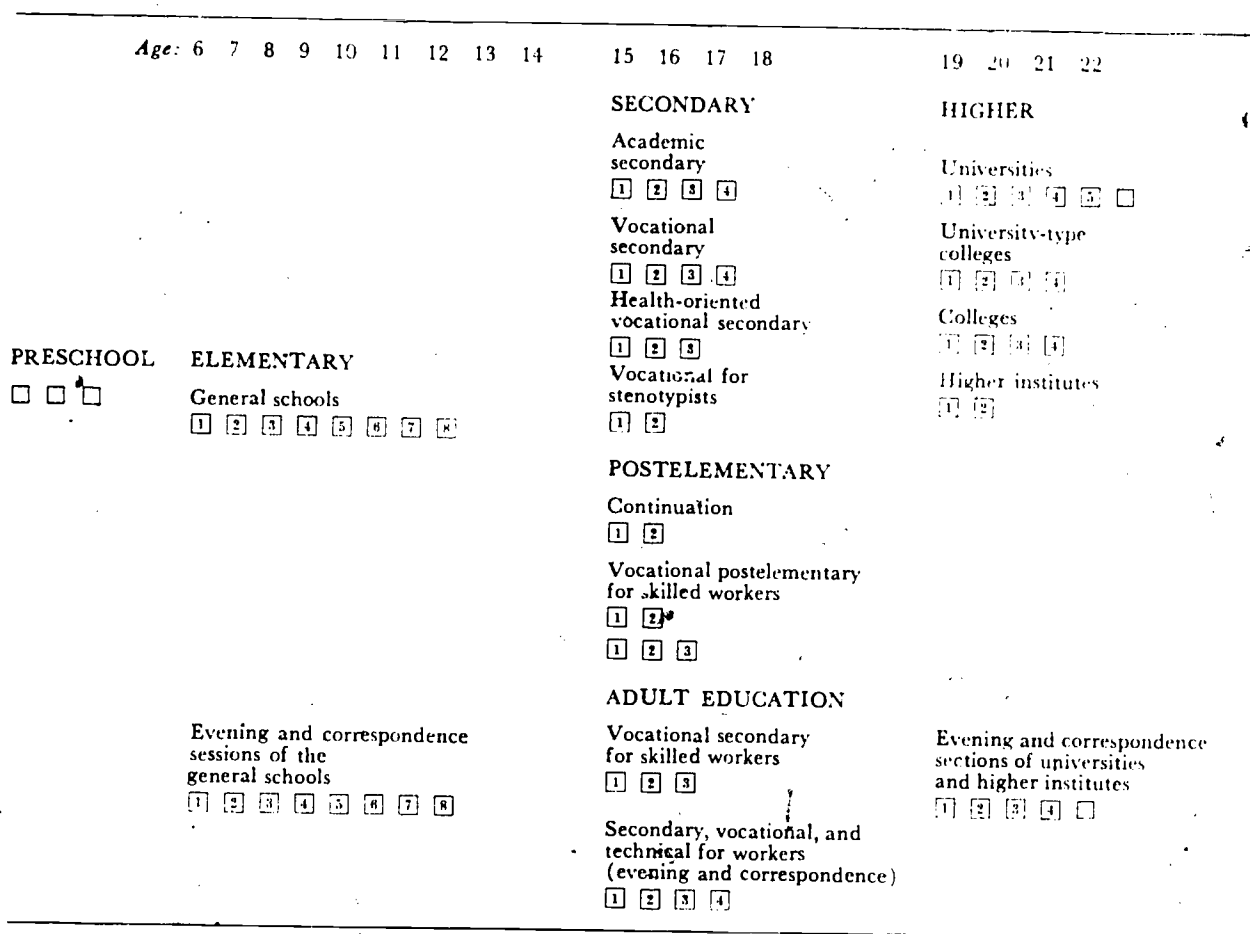 Age: 6 7 8 9 10 11 12 13 14 15 16 17 18 19 20 21 22
SECONDARY
Academic
secondary
1 2 3 4
Vocational
secondary
1 2 3 4
Health-oriented
vocational secondary
1 2 3
Vocational for
stenotypists
1 2
HIGHER
Universities
1 2 3 4 5
University-type
colleges
1 2 3 4
Colleges
1 2 3 4
Higher institutes
1 2
PRESCHOOL
ELEMENTARY
General schools
1 2 3 4 5 6 7 8
POSTELEMENTARY
Continuation
1 2
Vocational postelementary
for skilled workers
1 2
1 2 3
ADULT EDUCATION
Evening and correspondence
sessions of the
general schools
1 2 3 4 5 6 7 8
Vocational secondary
for skilled workers
1 2 3
Secondary, vocational, and
technical for workers
(evening and correspondence)
1 2 3 4
Evening and correspondence
sections of universities
and higher institutes
1 2 3 4